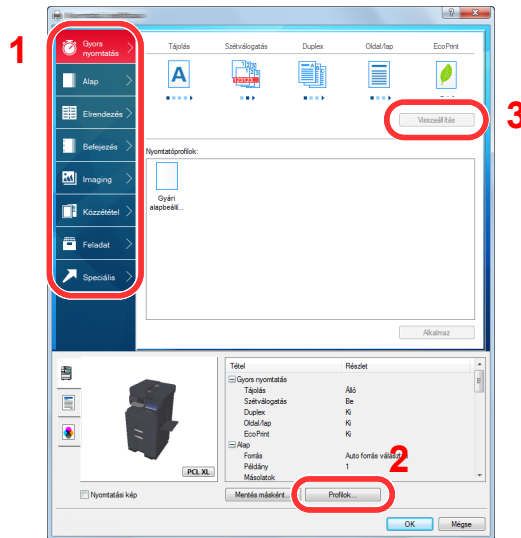 1
Gyors
nyomtatás
Alap
Elrendezés
Befejezés
Imaging
Közzététel
Feladat
Speciális
Tájolás
Szétválogatás
Duplex
Oldal/lap
EcoPrint
A
123123
Visszaállítás
3
Nyomtatóprofilok:
Gyári
alapbeállí...
Alkalmaz
PCL XL
Nyomtatási kép
Tétel Részlet
Gyors nyomtatás
Tájolás Álló
Szétválogatás Be
Duplex Ki
Oldal/lap Ki
EcoPrint Ki
Alap
Forrás Auto forrás választ
Példány 1
Másolatok
2
Mentés másként... Profilok...
OK Mégse